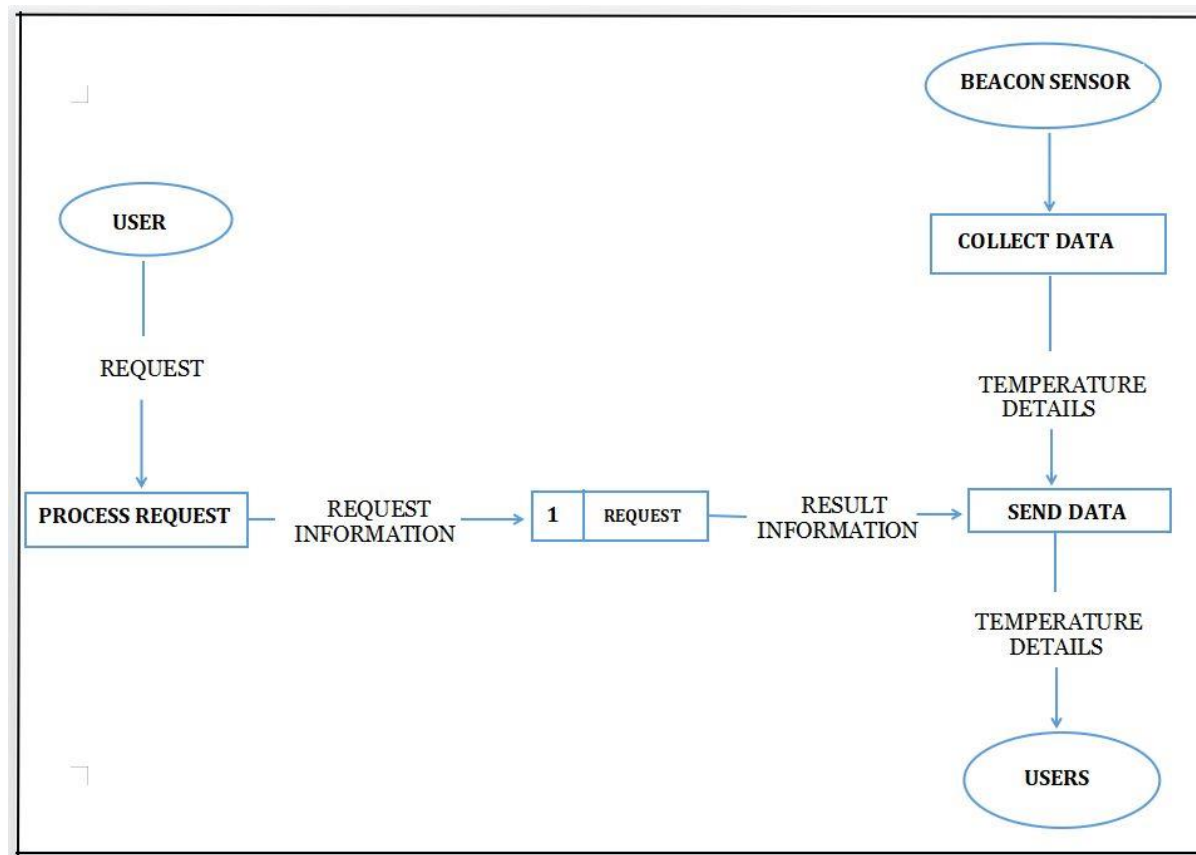 BEACON SENSOR
USER
COLLECT DATA
REQUEST
TEMPERATURE
DETAILS
PROCESS REQUEST
REQUEST
INFORMATION
1
REQUEST
RESULT
INFORMATION
SEND DATA
TEMPERATURE
DETAILS
USERS